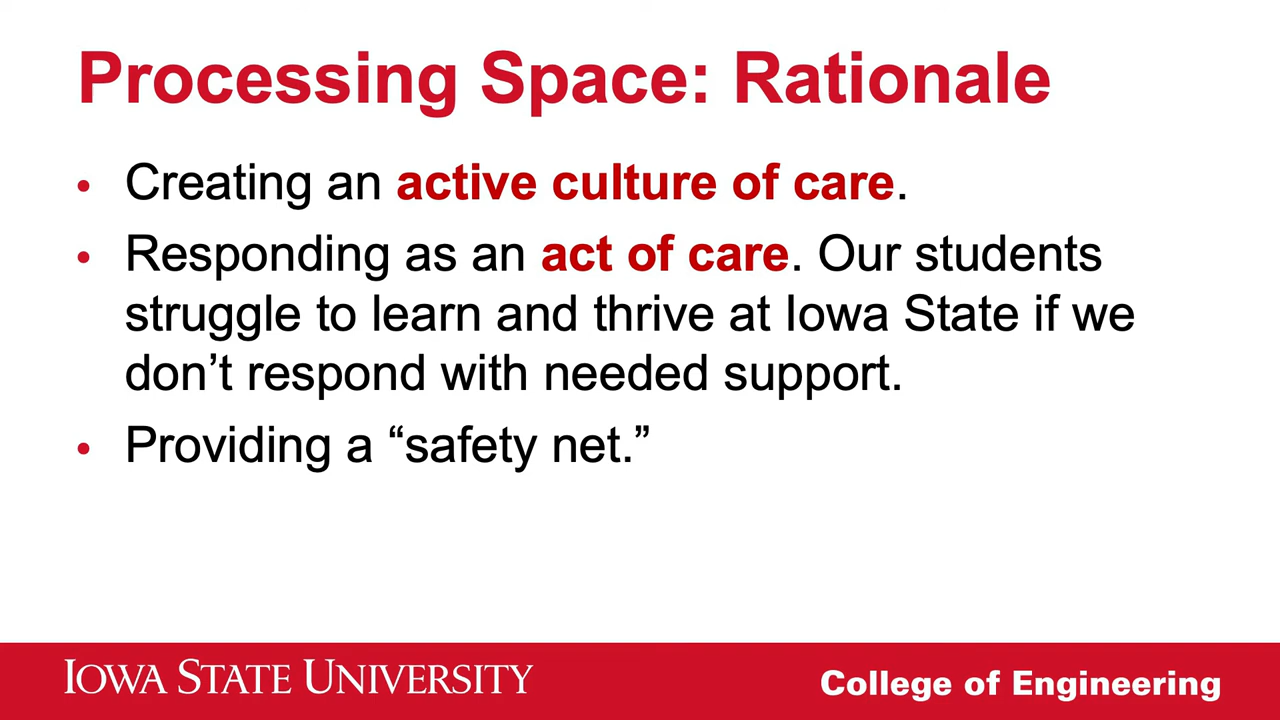 Processing Space: Rationale
• Creating an active culture of care.
• Responding as an act of care. Our students
struggle to learn and thrive at Iowa State if we
don’t respond with needed support.
• Providing a “safety net.”
IOWA STATE UNIVERSITY
College of Engineering